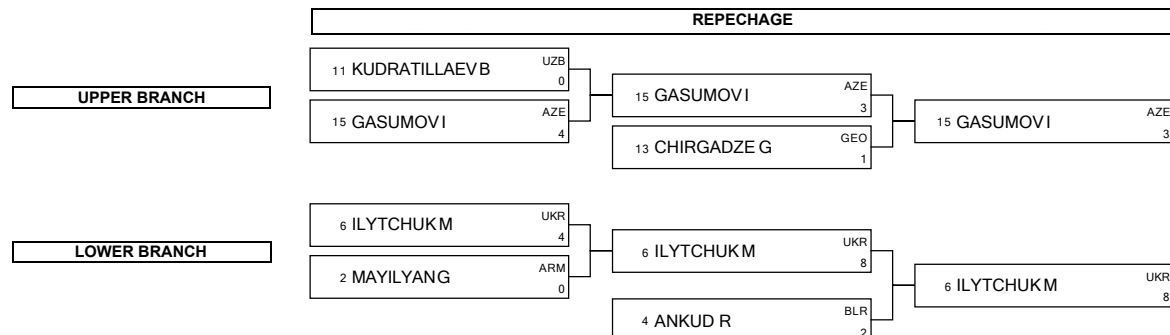 REPECHAGE
11 KUDRATILLAEV B UZB 0
UPPER BRANCH
15 GASUMOV I AZE 3
15 GASUMOV I AZE 4
15 GASUMOV I AZE 3
13 CHIRGADZE G GEO 1
6 ILYTCHUK M UKR 4
LOWER BRANCH
6 ILYTCHUK M UKR 8
2 MAYILYAN G ARM 0
6 ILYTCHUK M UKR 8
4 ANKUD R BLR 2